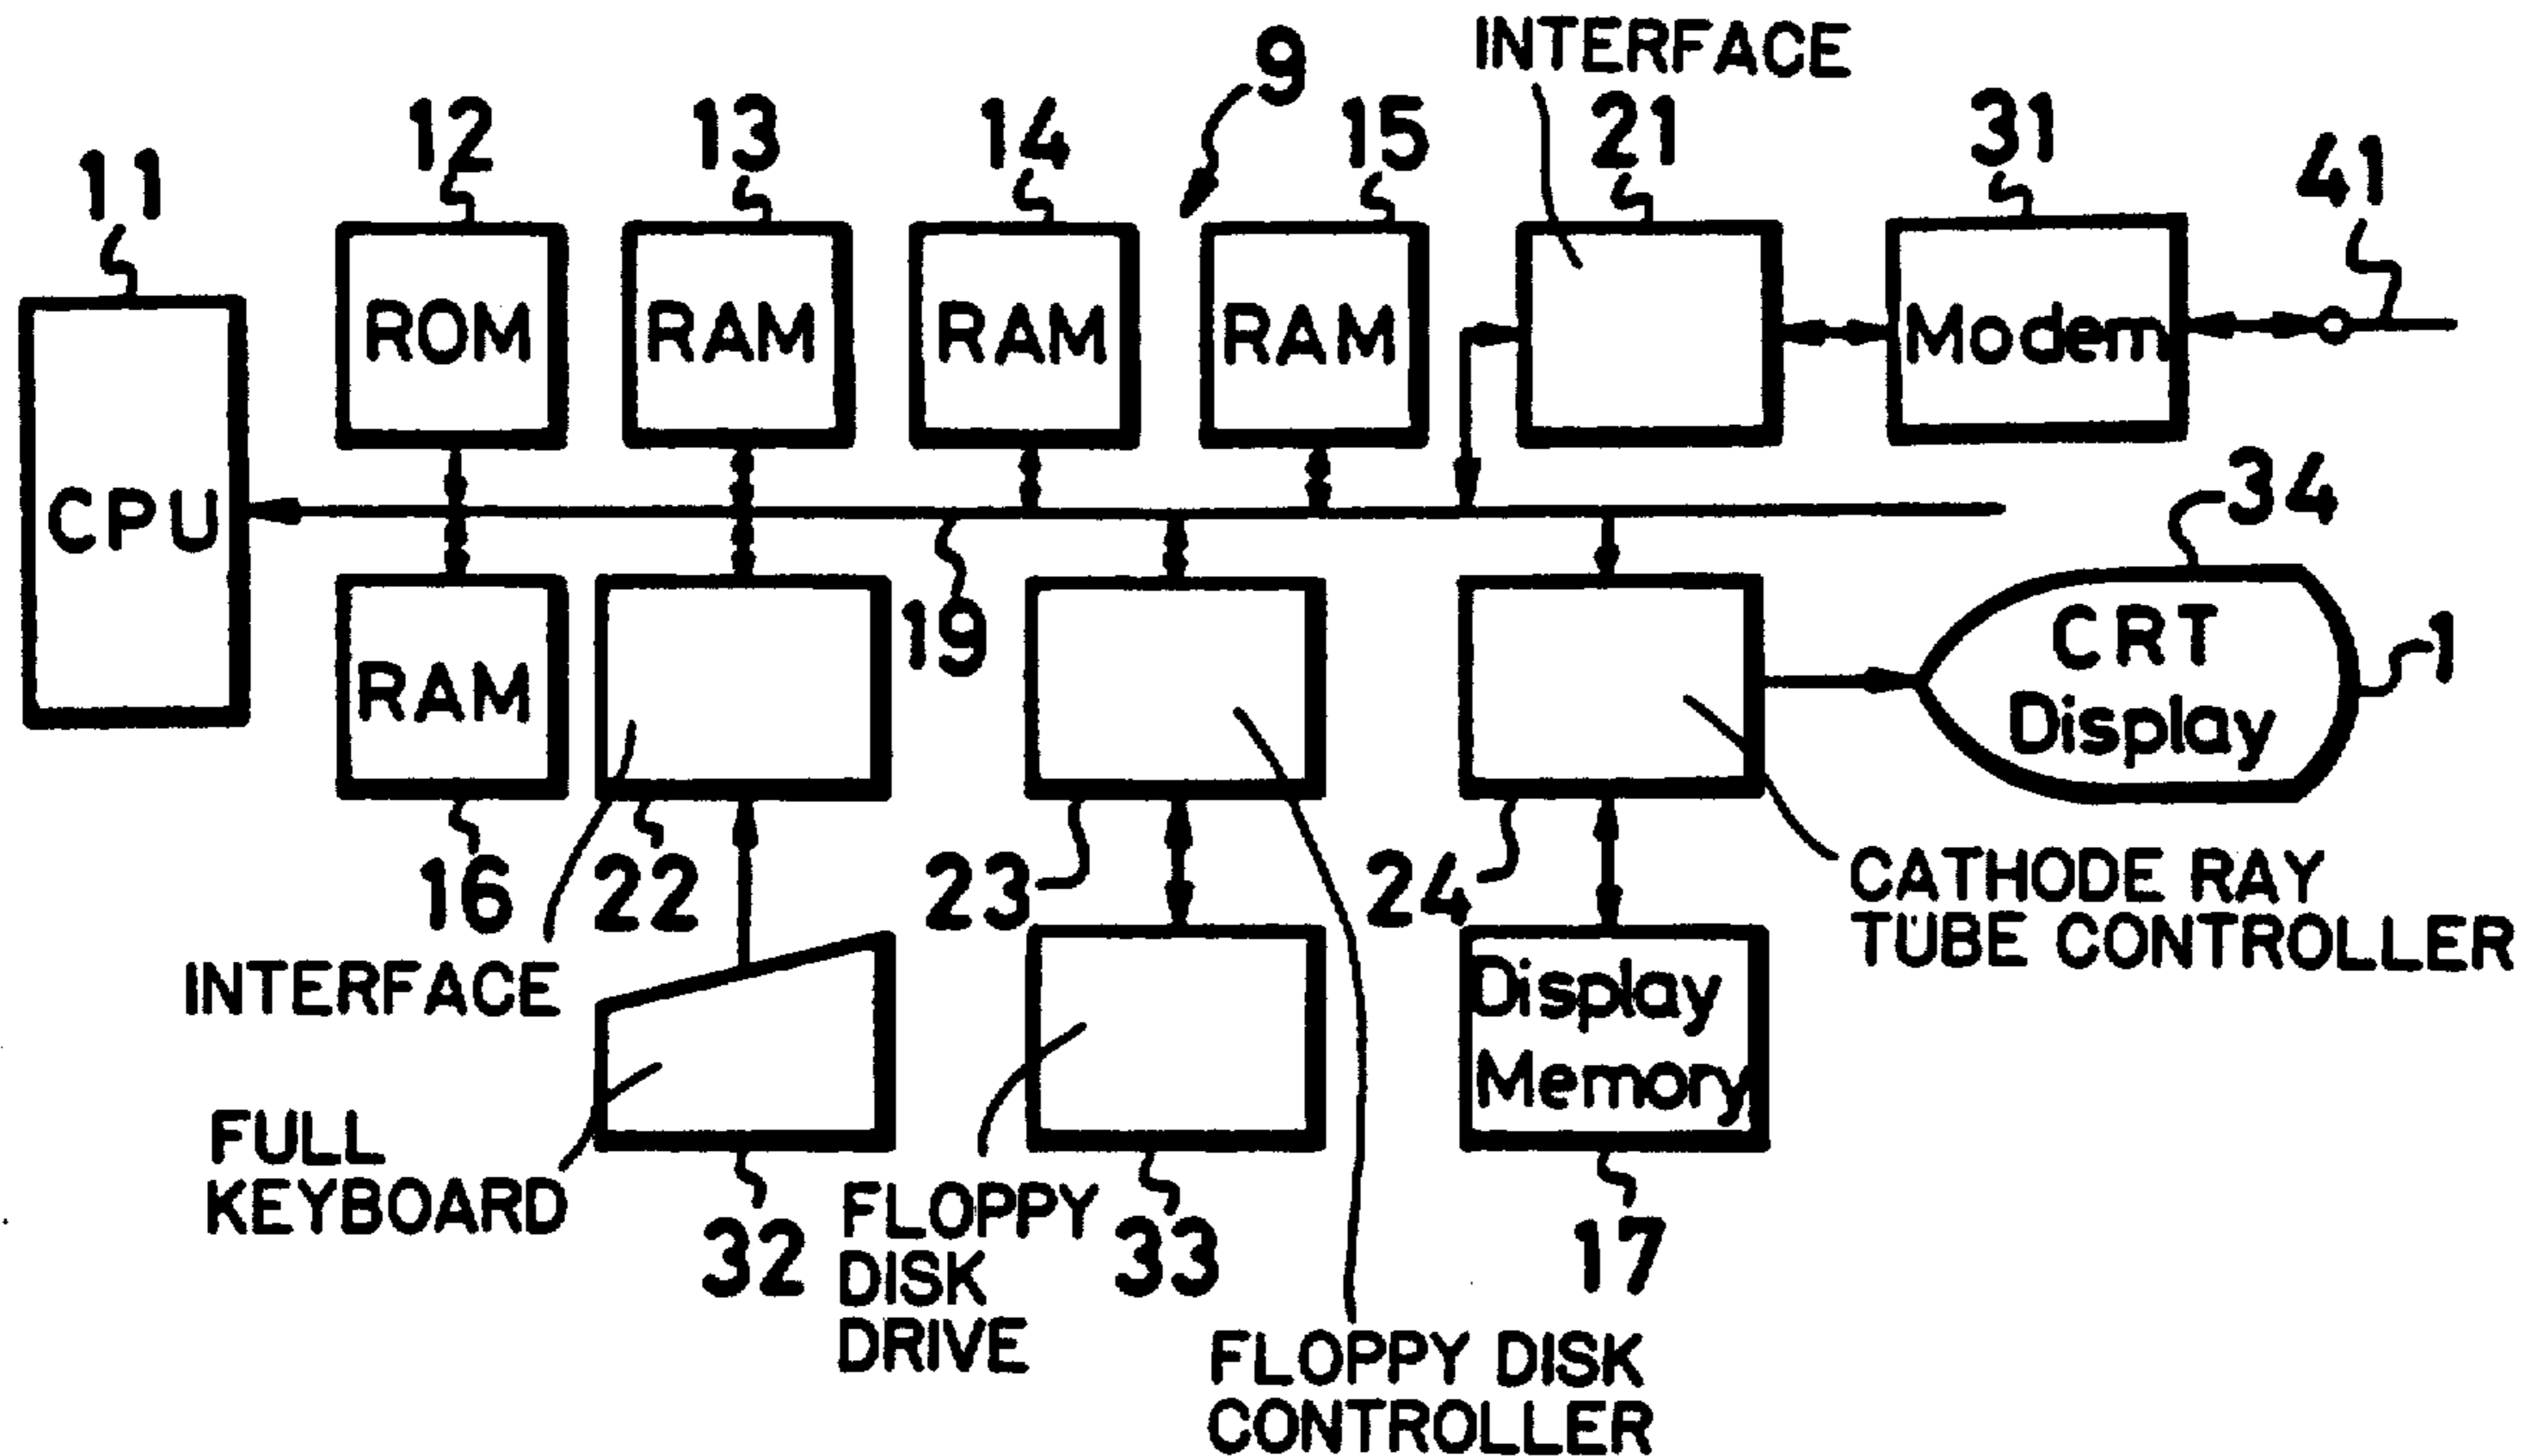 INTERFACE
9
11
12
13
14
15
21
31
41
ROM
RAM
RAM
RAM
Modem
CPU
34
19
RAM
CRT
Display
1
16
22
23
24
CATHODE RAY
TUBE CONTROLLER
INTERFACE
Display
Memory
FULL
KEYBOARD
32
FLOPPY
DISK
DRIVE
33
17
FLOPPY DISK
CONTROLLER